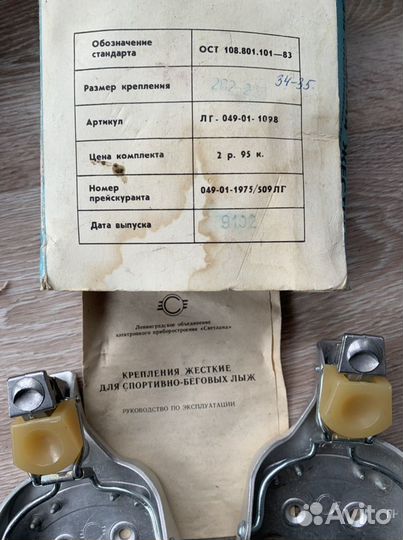 Обозначение стандарта
ОСТ 108.801.101—83
Размер крепления
34-35
Артикул
ЛГ-049-01-1098
Цена комплекта
2 р. 95 к.
Номер прейскуранта
049-01-1975/509ЛГ
Дата выпуска
Ленинградское объединение
электронного приборостроения «Светлана»
КРЕПЛЕНИЯ ЖЕСТКИЕ
ДЛЯ СПОРТИВНО-БЕГОВЫХ ЛЫЖ
РУКОВОДСТВО ПО ЭКСПЛУАТАЦИИ
Avito